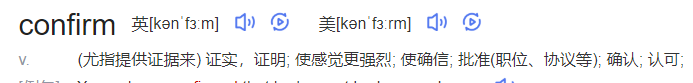 confirm 英[kənˈfɜːm] 美[kənˈfɜːrm]
v. (尤指提供证据来) 证实，证明; 使感觉更强烈; 使确信; 批准(职位、协议等); 确认; 认可;